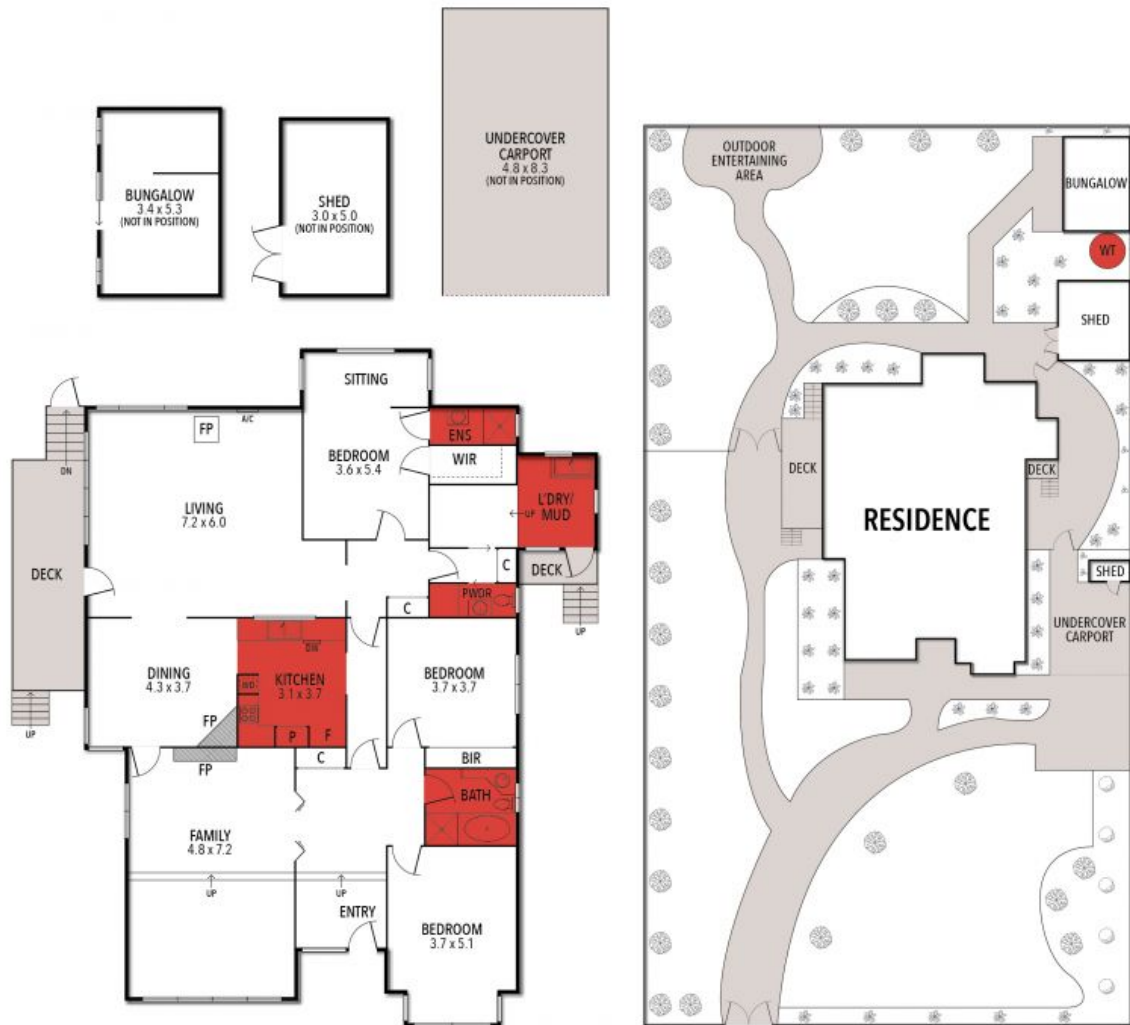 BUNGALOW
3.4 x 5.3
(NOT IN POSITION)
SHED
3.0 x 5.0
(NOT IN POSITION)
UNDERCOVER
CARPORT
4.8 x 8.3
(NOT IN POSITION)
SITTING
FP
A/C
ENS
BEDROOM
3.6 x 5.4
WIR
DN
LIVING
7.2 x 6.0
UP
L'DRY/
MUD
DECK
C
DECK
PWDR
C
UP
DINING
4.3 x 3.7
DW
KITCHEN
3.1 x 3.7
WO
BEDROOM
3.7 x 3.7
FP
P
F
UP
FP
C
BIR
BATH
FAMILY
4.8 x 7.2
UP
UP
ENTRY
BEDROOM
3.7 x 5.1
OUTDOOR
ENTERTAINING
AREA
BUNGALOW
WT
SHED
DECK
DECK
RESIDENCE
SHED
UNDERCOVER
CARPORT